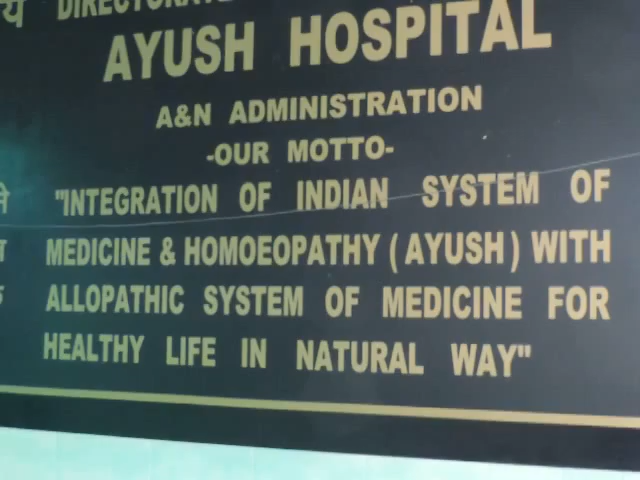 DIRECTORATE
AYUSH HOSPITAL
A&N ADMINISTRATION
-OUR MOTTO-
"INTEGRATION OF INDIAN SYSTEM OF
MEDICINE & HOMOEOPATHY ( AYUSH ) WITH
ALLOPATHIC SYSTEM OF MEDICINE FOR
HEALTHY LIFE IN NATURAL WAY"